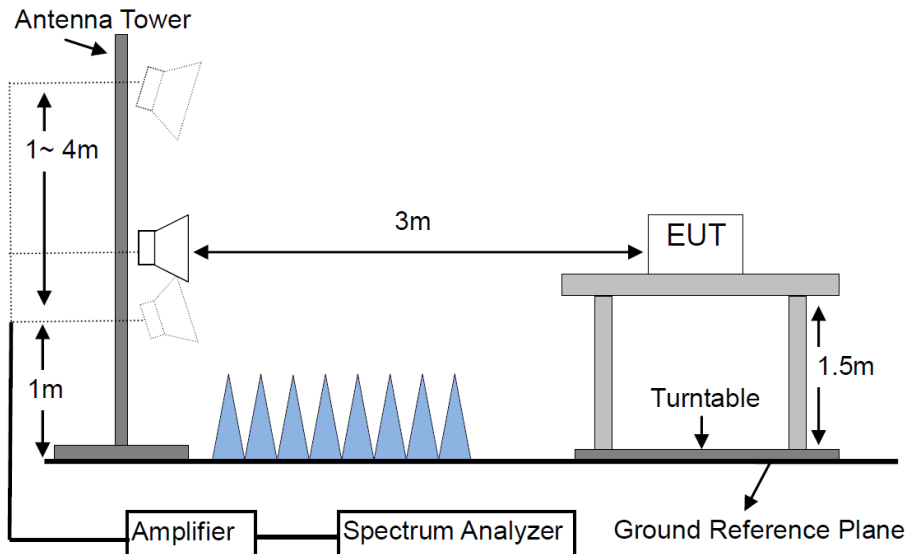 Antenna Tower
1~ 4m
3m
EUT
1m
1.5m
Turntable
Amplifier
Spectrum Analyzer
Ground Reference Plane